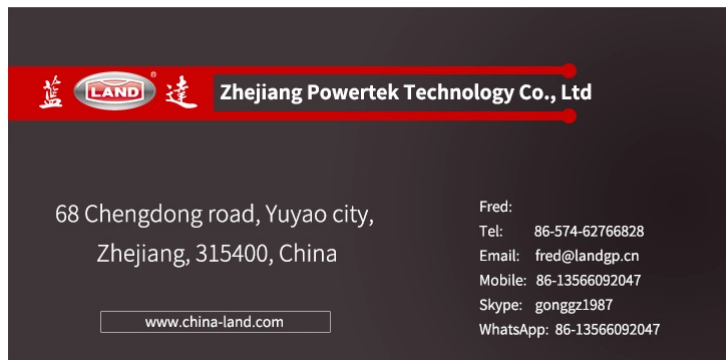 蓝 LAND® 達 Zhejiang Powertek Technology Co., Ltd
68 Chengdong road, Yuyao city,
Zhejiang, 315400, China
www.china-land.com
Fred:
Tel: 86-574-62766828
Email: fred@landgp.cn
Mobile: 86-13566092047
Skype: gonggz1987
WhatsApp: 86-13566092047